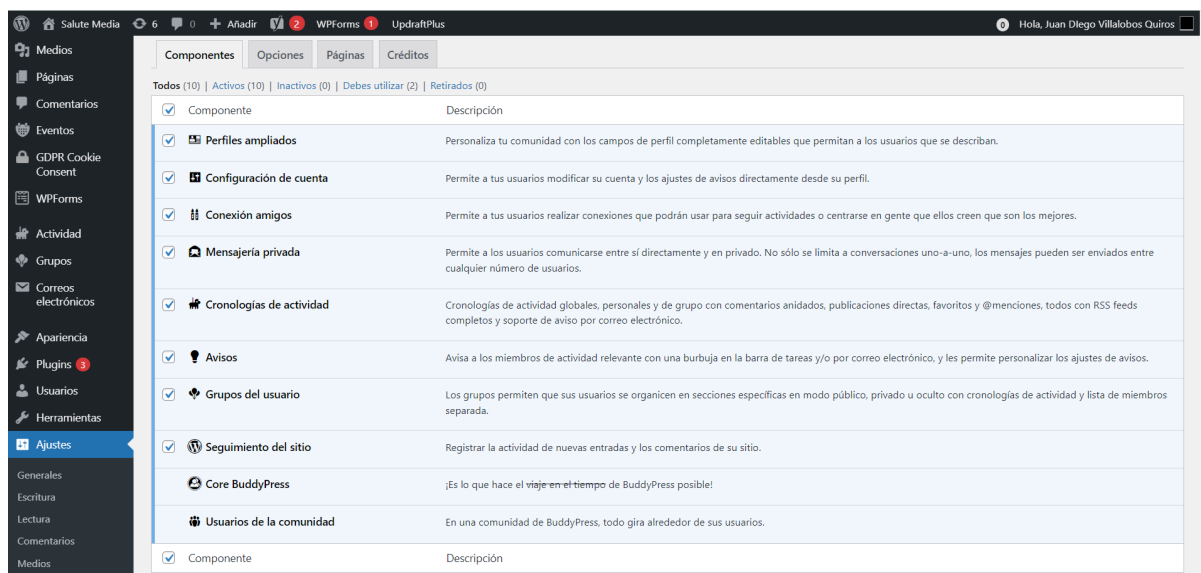 Salute Media 6 0 Añadir 2 WPForms 1 UpdraftPlus 0 Hola, Juan DIego Villalobos Quiros
Medios
Páginas
Comentarios
Eventos
GDPR Cookie
Consent
WPForms
Actividad
Grupos
Correos
electrónicos
Apariencia
Plugins 3
Usuarios
Herramientas
Ajustes
Generales
Escritura
Lectura
Comentarios
Medios
Componentes Opciones Páginas Créditos
Todos (10) | Activos (10) | Inactivos (0) | Debes utilizar (2) | Retirados (0)
Componente Descripción
Perfiles ampliados Personaliza tu comunidad con los campos de perfil completamente editables que permitan a los usuarios que se describan.
Configuración de cuenta Permite a tus usuarios modificar su cuenta y los ajustes de avisos directamente desde su perfil.
Conexión amigos Permite a tus usuarios realizar conexiones que podrán usar para seguir actividades o centrarse en gente que ellos creen que son los mejores.
Mensajería privada Permite a los usuarios comunicarse entre sí directamente y en privado. No sólo se limita a conversaciones uno-a-uno, los mensajes pueden ser enviados entre
cualquier número de usuarios.
Cronologías de actividad Cronologías de actividad globales, personales y de grupo con comentarios anidados, publicaciones directas, favoritos y @menciones, todos con RSS feeds
completos y soporte de aviso por correo electrónico.
Avisos Avisa a los miembros de actividad relevante con una burbuja en la barra de tareas y/o por correo electrónico, y les permite personalizar los ajustes de avisos.
Grupos del usuario Los grupos permiten que sus usuarios se organicen en secciones específicas en modo público, privado u oculto con cronologías de actividad y lista de miembros
separada.
Seguimiento del sitio Registrar la actividad de nuevas entradas y los comentarios de su sitio.
Core BuddyPress ¡Es lo que hace el viaje en el tiempo de BuddyPress posible!
Usuarios de la comunidad En una comunidad de BuddyPress, todo gira alrededor de sus usuarios.
Componente Descripción